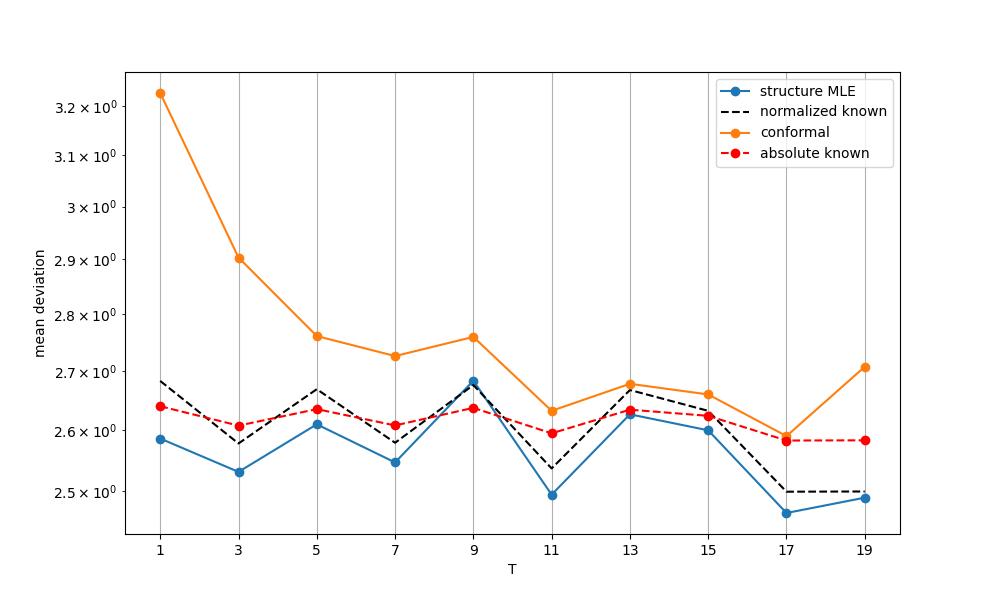 structure MLE
normalized known
conformal
absolute known
3.2 × 10⁰
3.1 × 10⁰
3 × 10⁰
2.9 × 10⁰
2.8 × 10⁰
2.7 × 10⁰
2.6 × 10⁰
2.5 × 10⁰
mean deviation
1 3 5 7 9 11 13 15 17 19
T